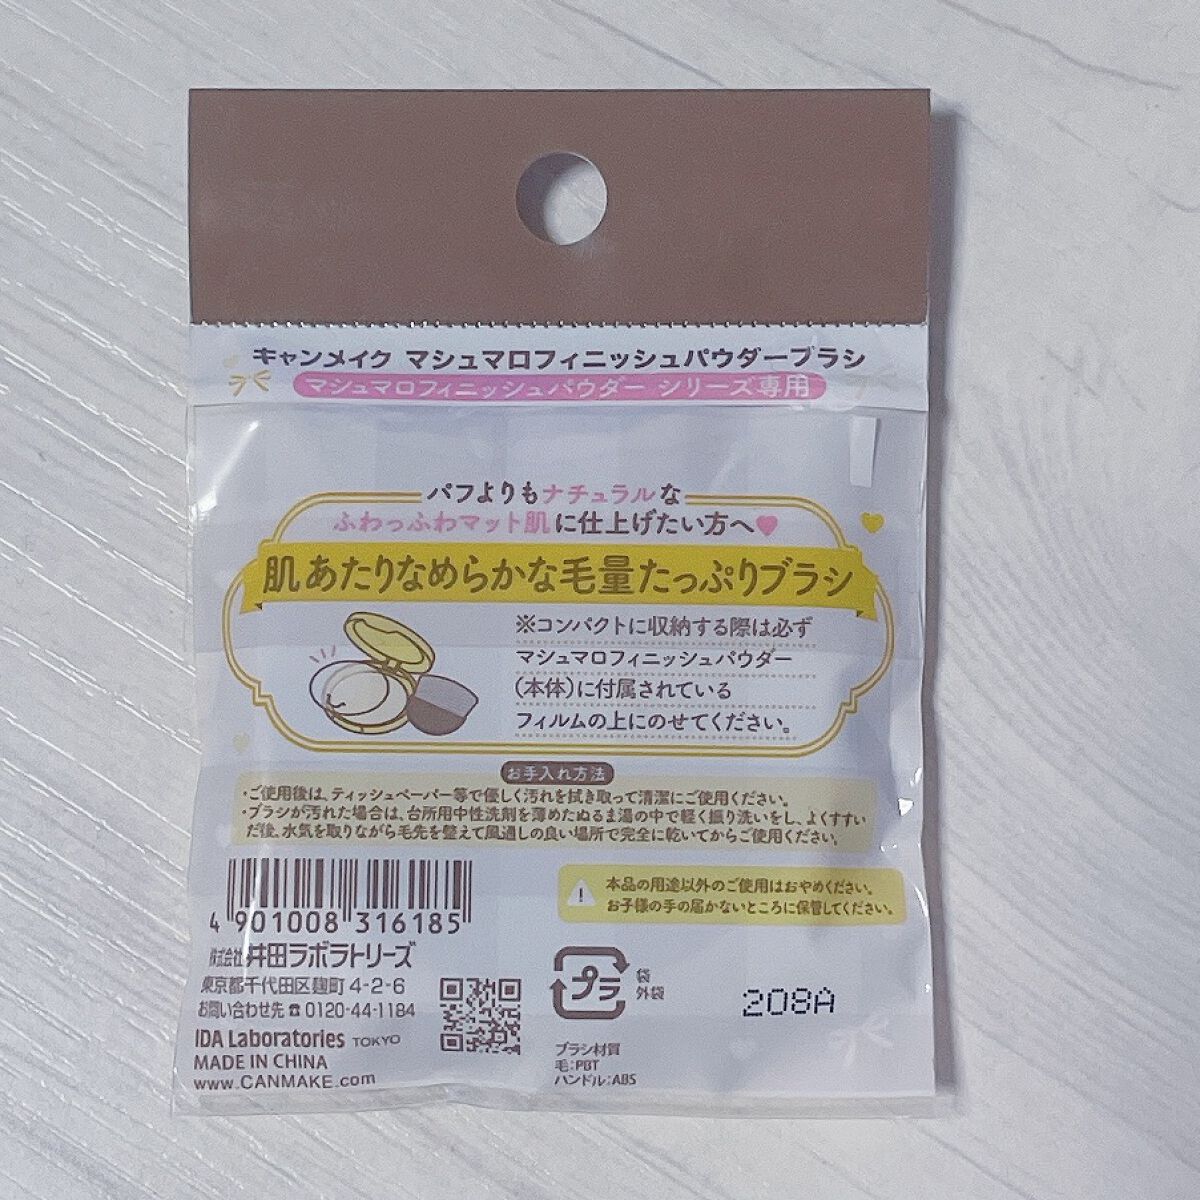 キャンメイク マシュマロフィニッシュパウダーブラシ
マシュマロフィニッシュパウダー シリーズ専用
パフよりもナチュラルな
ふわっふわマット肌に仕上げたい方へ♥
肌あたりなめらかな毛量たっぷりブラシ
※コンパクトに収納する際は必ず
マシュマロフィニッシュパウダー
(本体)に付属されている
フィルムの上にのせてください。
お手入れ方法
・ご使用後は、ティッシュペーパー等で優しく汚れを拭き取って清潔にご使用ください。
・ブラシが汚れた場合は、台所用中性洗剤を薄めたぬるま湯の中で軽く振り洗いをし、よくすすい
だ後、水気を取りながら毛先を整えて風通しの良い場所で完全に乾いてからご使用ください。
本品の用途以外のご使用はおやめください。
お子様の手の届かないところに保管してください。
4 901008 316185
株式会社 井田ラボラトリーズ
東京都千代田区麹町 4-2-6
お問い合わせ先 ☎ 0120-44-1184
IDA Laboratories TOKYO
MADE IN CHINA
www.CANMAKE.com
プラ
袋
外袋
208A
ブラシ材質
毛:PBT
ハンドル:ABS